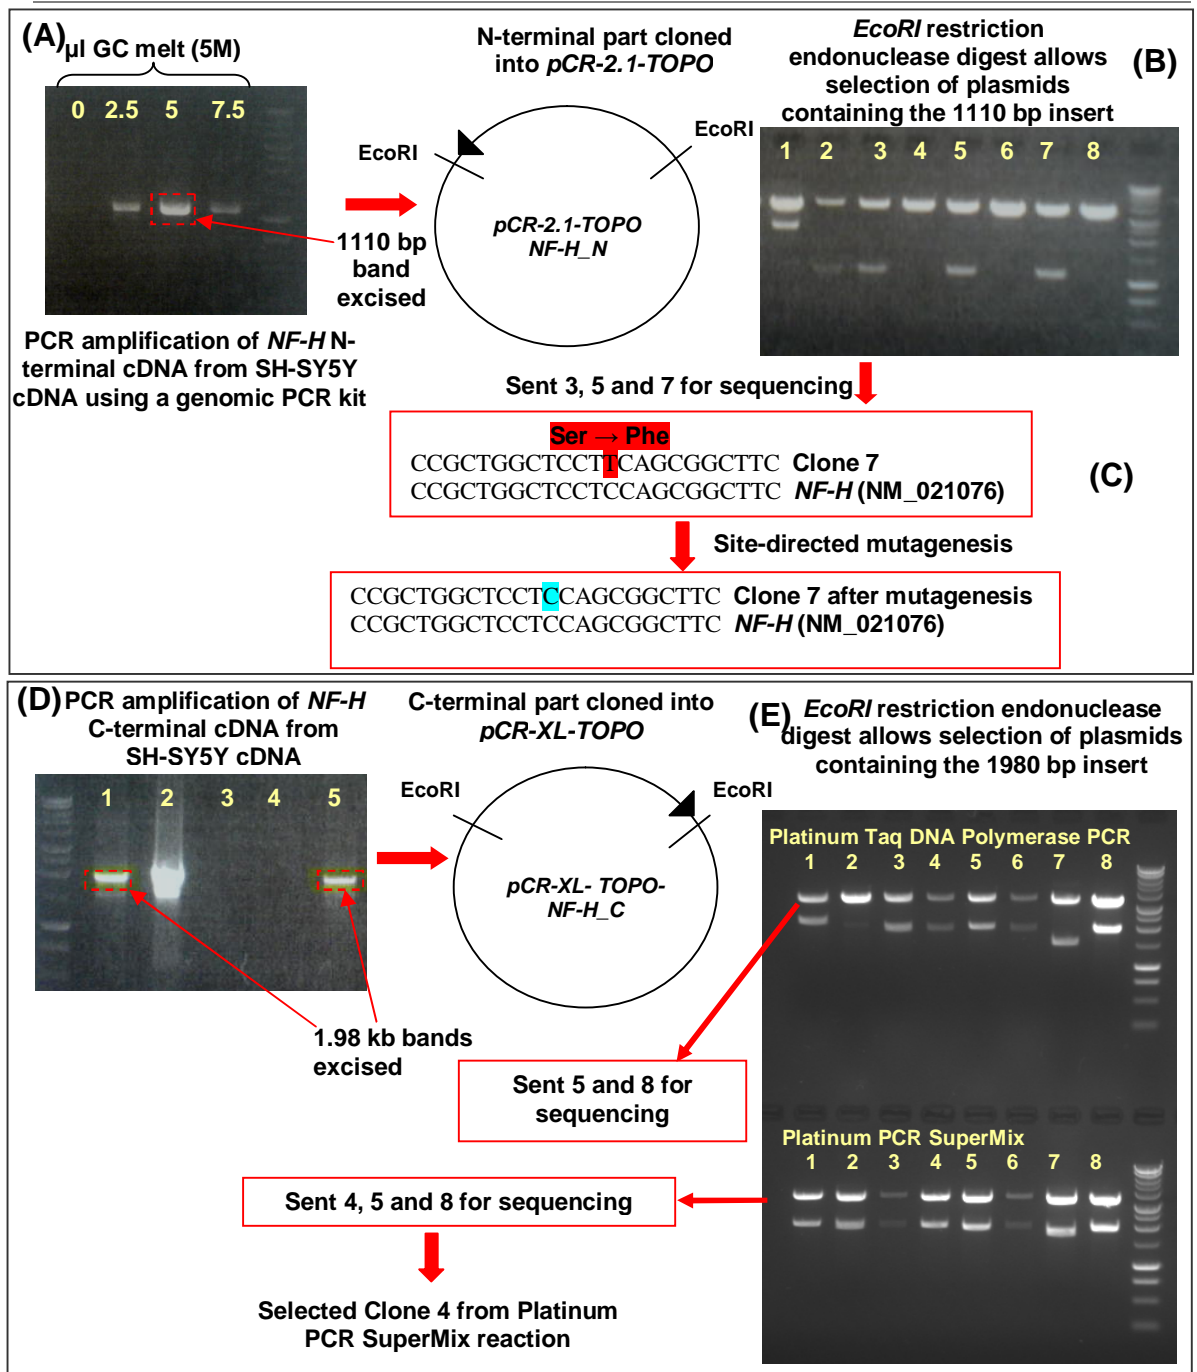 (A)
µl GC melt (5M)
0 2.5 5 7.5
1110 bp
band
excised
PCR amplification of NF-H N-
terminal cDNA from SH-SY5Y
cDNA using a genomic PCR kit
N-terminal part cloned
into pCR-2.1-TOPO
EcoRI
EcoRI
pCR-2.1-TOPO
NF-H_N
EcoRI restriction
endonuclease digest allows
selection of plasmids
containing the 1110 bp insert
(B)
1 2 3 4 5 6 7 8
Sent 3, 5 and 7 for sequencing
Ser → Phe
CCGCTGGCTCCTTCAGCGGCTTC Clone 7
CCGCTGGCTCCTCCAGCGGCTTC NF-H (NM_021076)
(C)
Site-directed mutagenesis
CCGCTGGCTCCTCCAGCGGCTTC Clone 7 after mutagenesis
CCGCTGGCTCCTCCAGCGGCTTC NF-H (NM_021076)
(D)
PCR amplification of NF-H
C-terminal cDNA from
SH-SY5Y cDNA
1 2 3 4 5
1.98 kb bands
excised
C-terminal part cloned into
pCR-XL-TOPO
EcoRI
EcoRI
pCR-XL- TOPO-
NF-H_C
(E)
EcoRI restriction endonuclease
digest allows selection of plasmids
containing the 1980 bp insert
Platinum Taq DNA Polymerase PCR
1 2 3 4 5 6 7 8
Sent 5 and 8 for
sequencing
Platinum PCR SuperMix
1 2 3 4 5 6 7 8
Sent 4, 5 and 8 for sequencing
Selected Clone 4 from Platinum
PCR SuperMix reaction